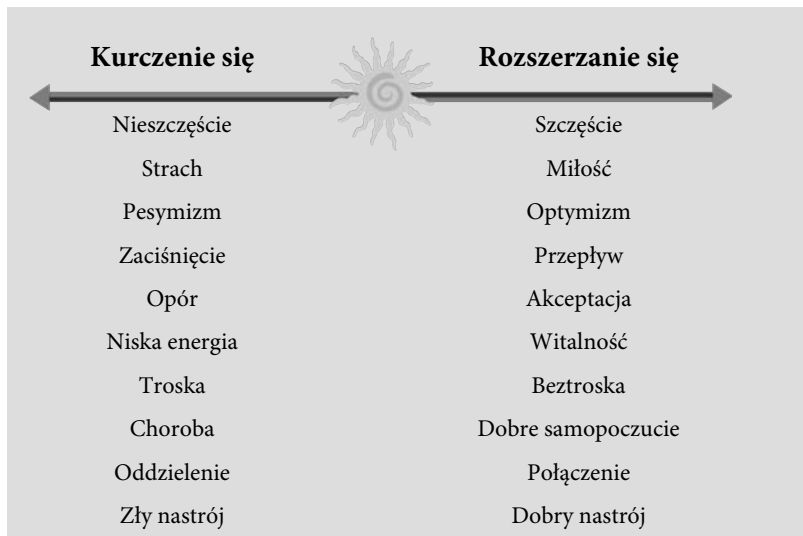 Kurczenie się Rozszerzanie się
Nieszczęście Szczęście
Strach Miłość
Pesymizm Optymizm
Zaciśnięcie Przepływ
Opór Akceptacja
Niska energia Witalność
Troska Beztroska
Choroba Dobre samopoczucie
Oddzielenie Połączenie
Zły nastrój Dobry nastrój